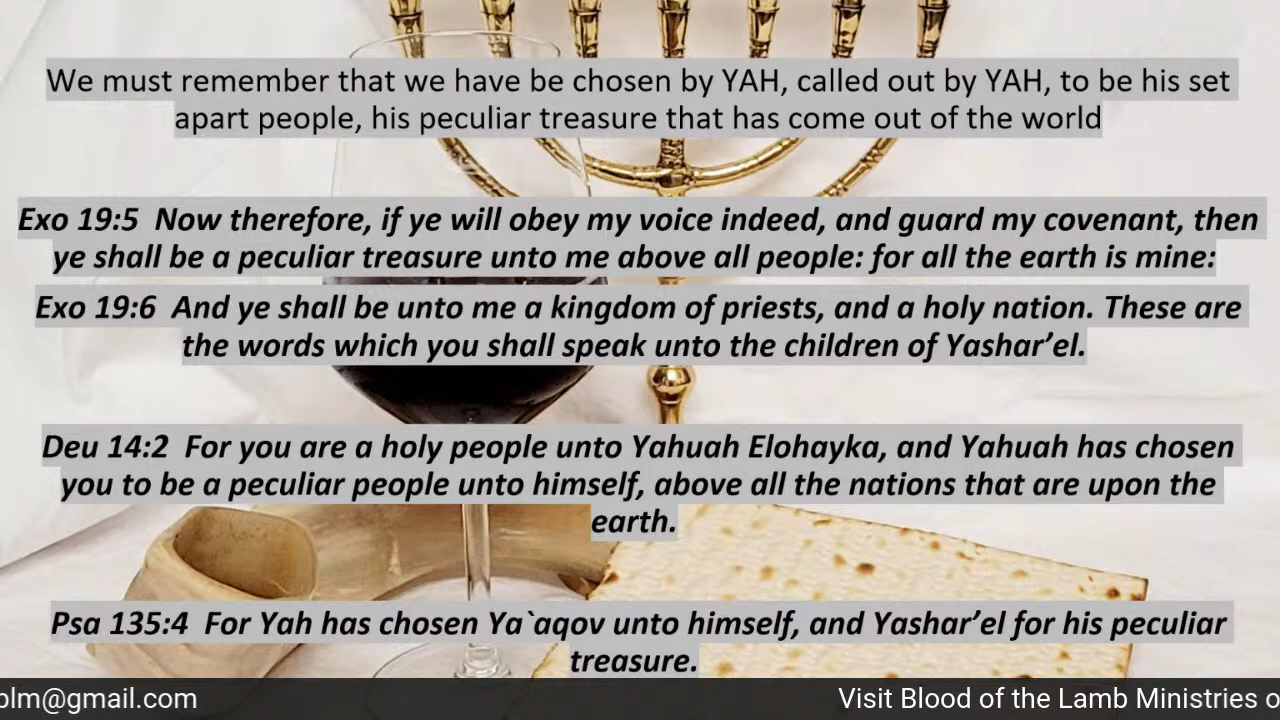 We must remember that we have be chosen by YAH, called out by YAH, to be his set
apart people, his peculiar treasure that has come out of the world
Exo 19:5  Now therefore, if ye will obey my voice indeed, and guard my covenant, then
ye shall be a peculiar treasure unto me above all people: for all the earth is mine:
Exo 19:6  And ye shall be unto me a kingdom of priests, and a holy nation. These are
the words which you shall speak unto the children of Yashar’el.
Deu 14:2  For you are a holy people unto Yahuah Elohayka, and Yahuah has chosen
you to be a peculiar people unto himself, above all the nations that are upon the
earth.
Psa 135:4  For Yah has chosen Ya`aqov unto himself, and Yashar’el for his peculiar
treasure.
plm@gmail.com Visit Blood of the Lamb Ministries o